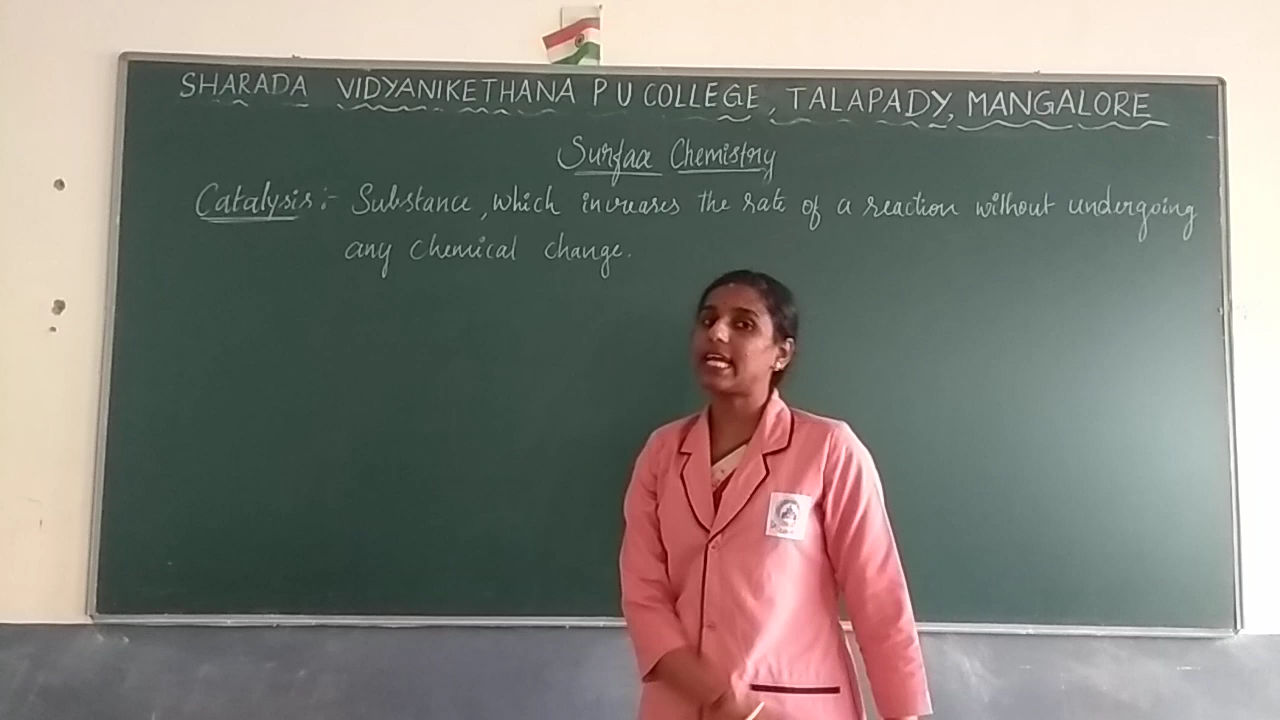 SHARADA VIDYANIKETHANA P U COLLEGE, TALAPADY, MANGALORE
Surface Chemistry
Catalysis :- Substance, which increases the rate of a reaction without undergoing
any chemical change.